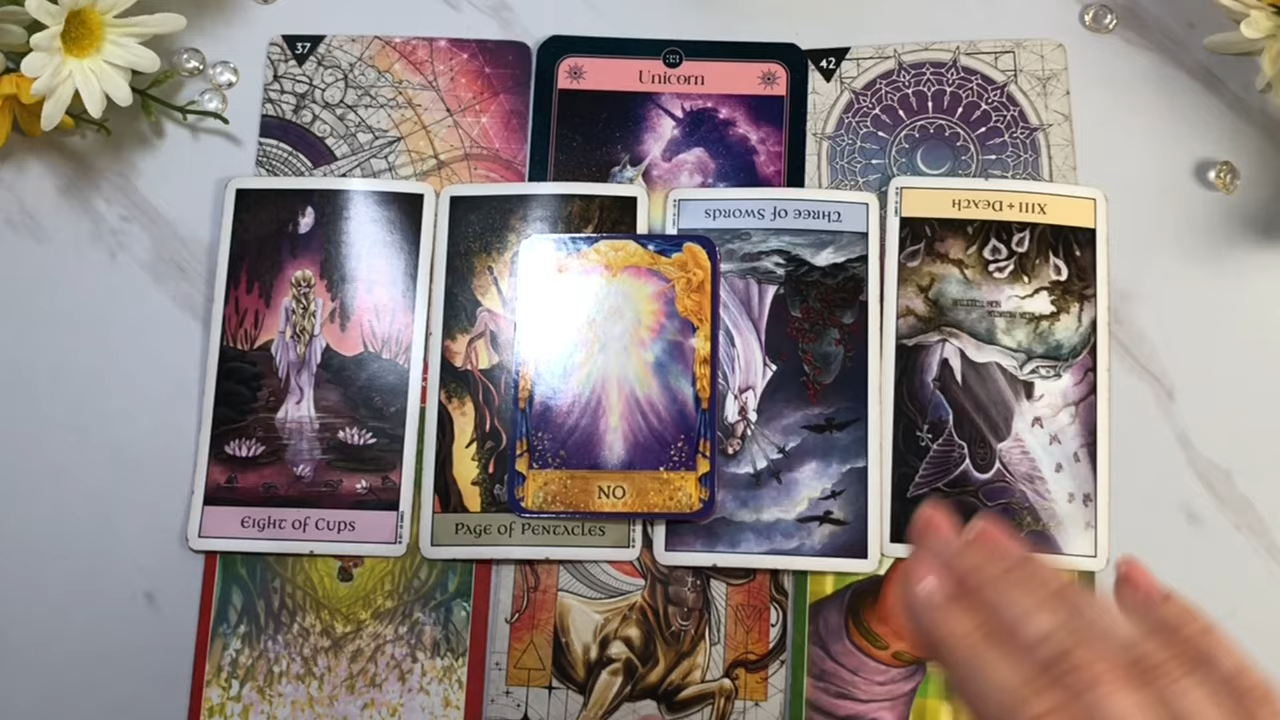 37
33
Unicorn
42
Three of Swords
XIII + Death
NO
Eight of Cups
Page of Pentacles